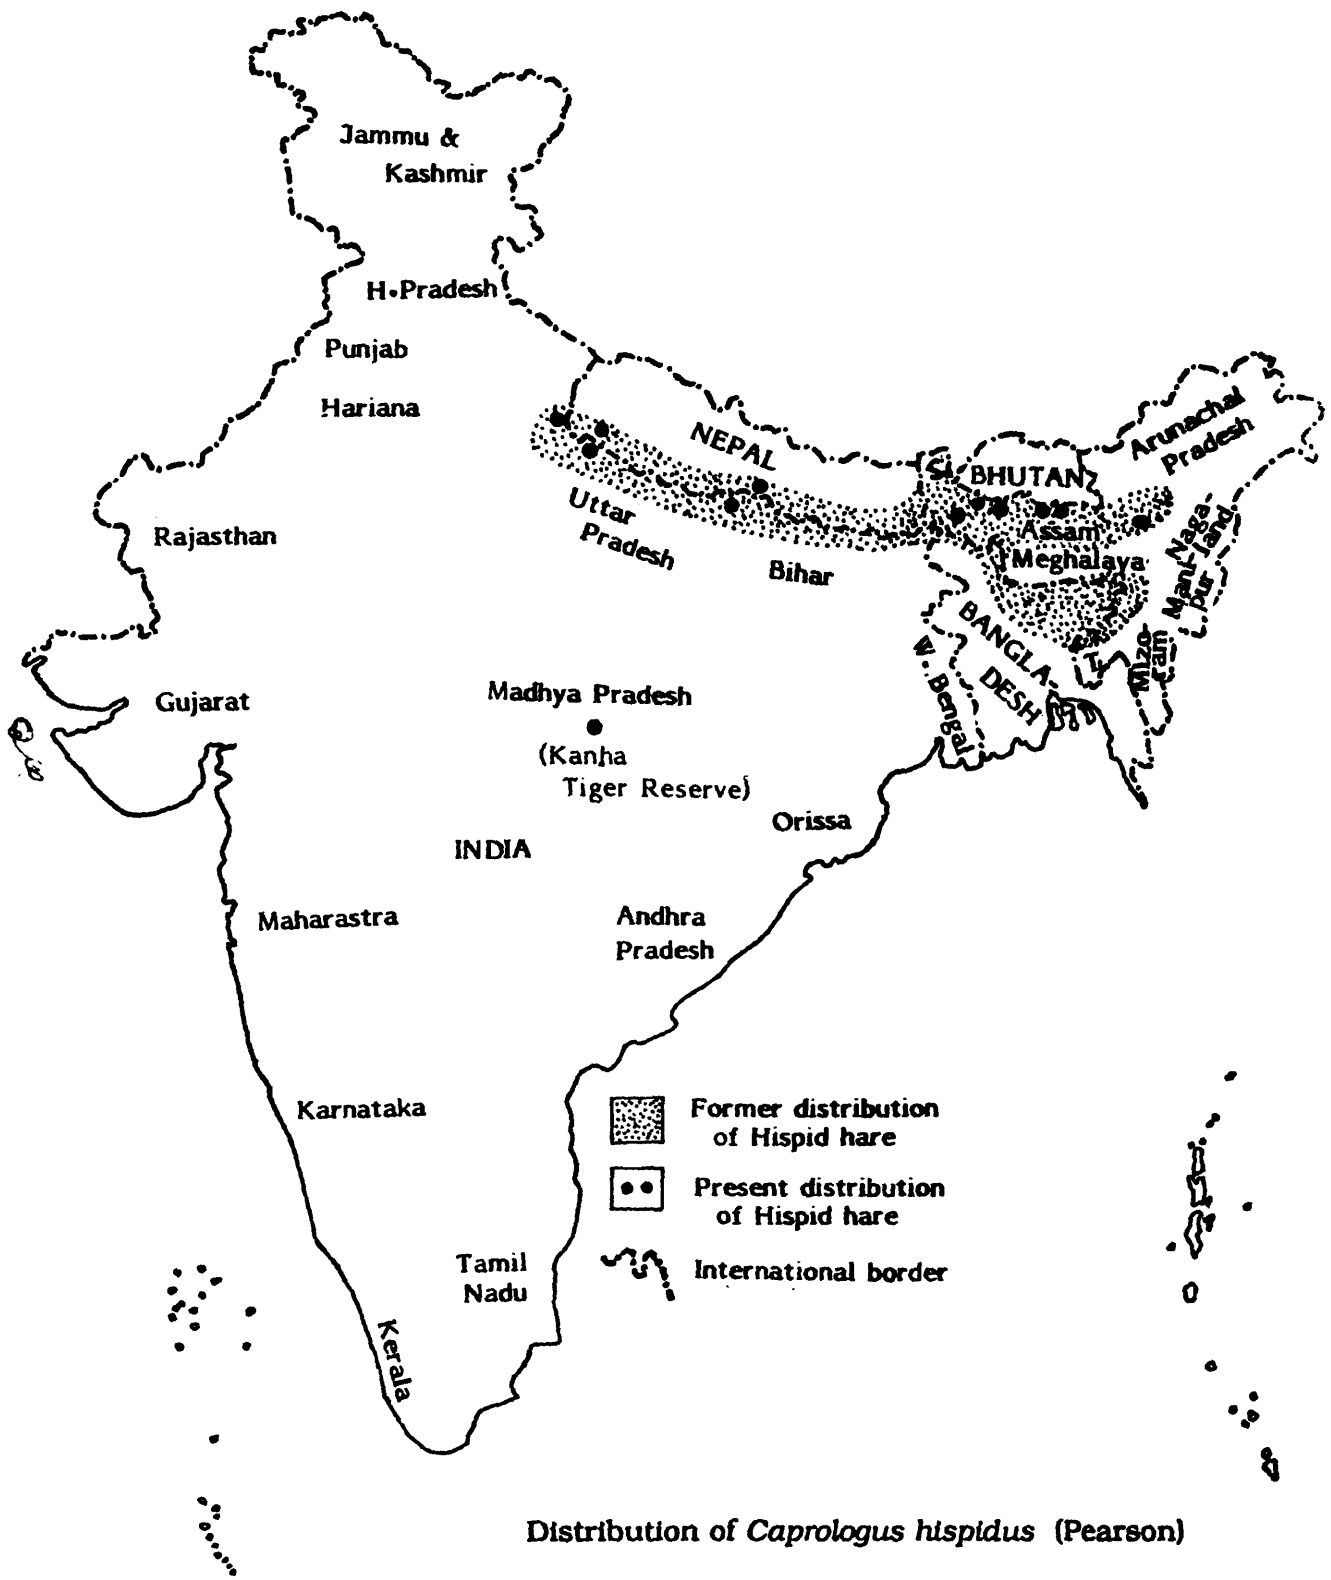 Jammu &
Kashmir
H.Pradesh
Punjab
Hariana
NEPAL
S
BHUTAN
Arunachal
Pradesh
Rajasthan
Uttar
Pradesh
Bihar
Assam
Meghalaya
Naga-
land
Mani-
pur
BANGLA-
DESH
T.
Mizo-
ram
W. Bengal
Gujarat
Madhya Pradesh
(Kanha
Tiger Reserve)
Orissa
INDIA
Maharastra
Andhra
Pradesh
Karnataka
Former distribution
of Hispid hare
Present distribution
of Hispid hare
International border
Tamil
Nadu
Kerala
Distribution of Caprologus hispidus (Pearson)